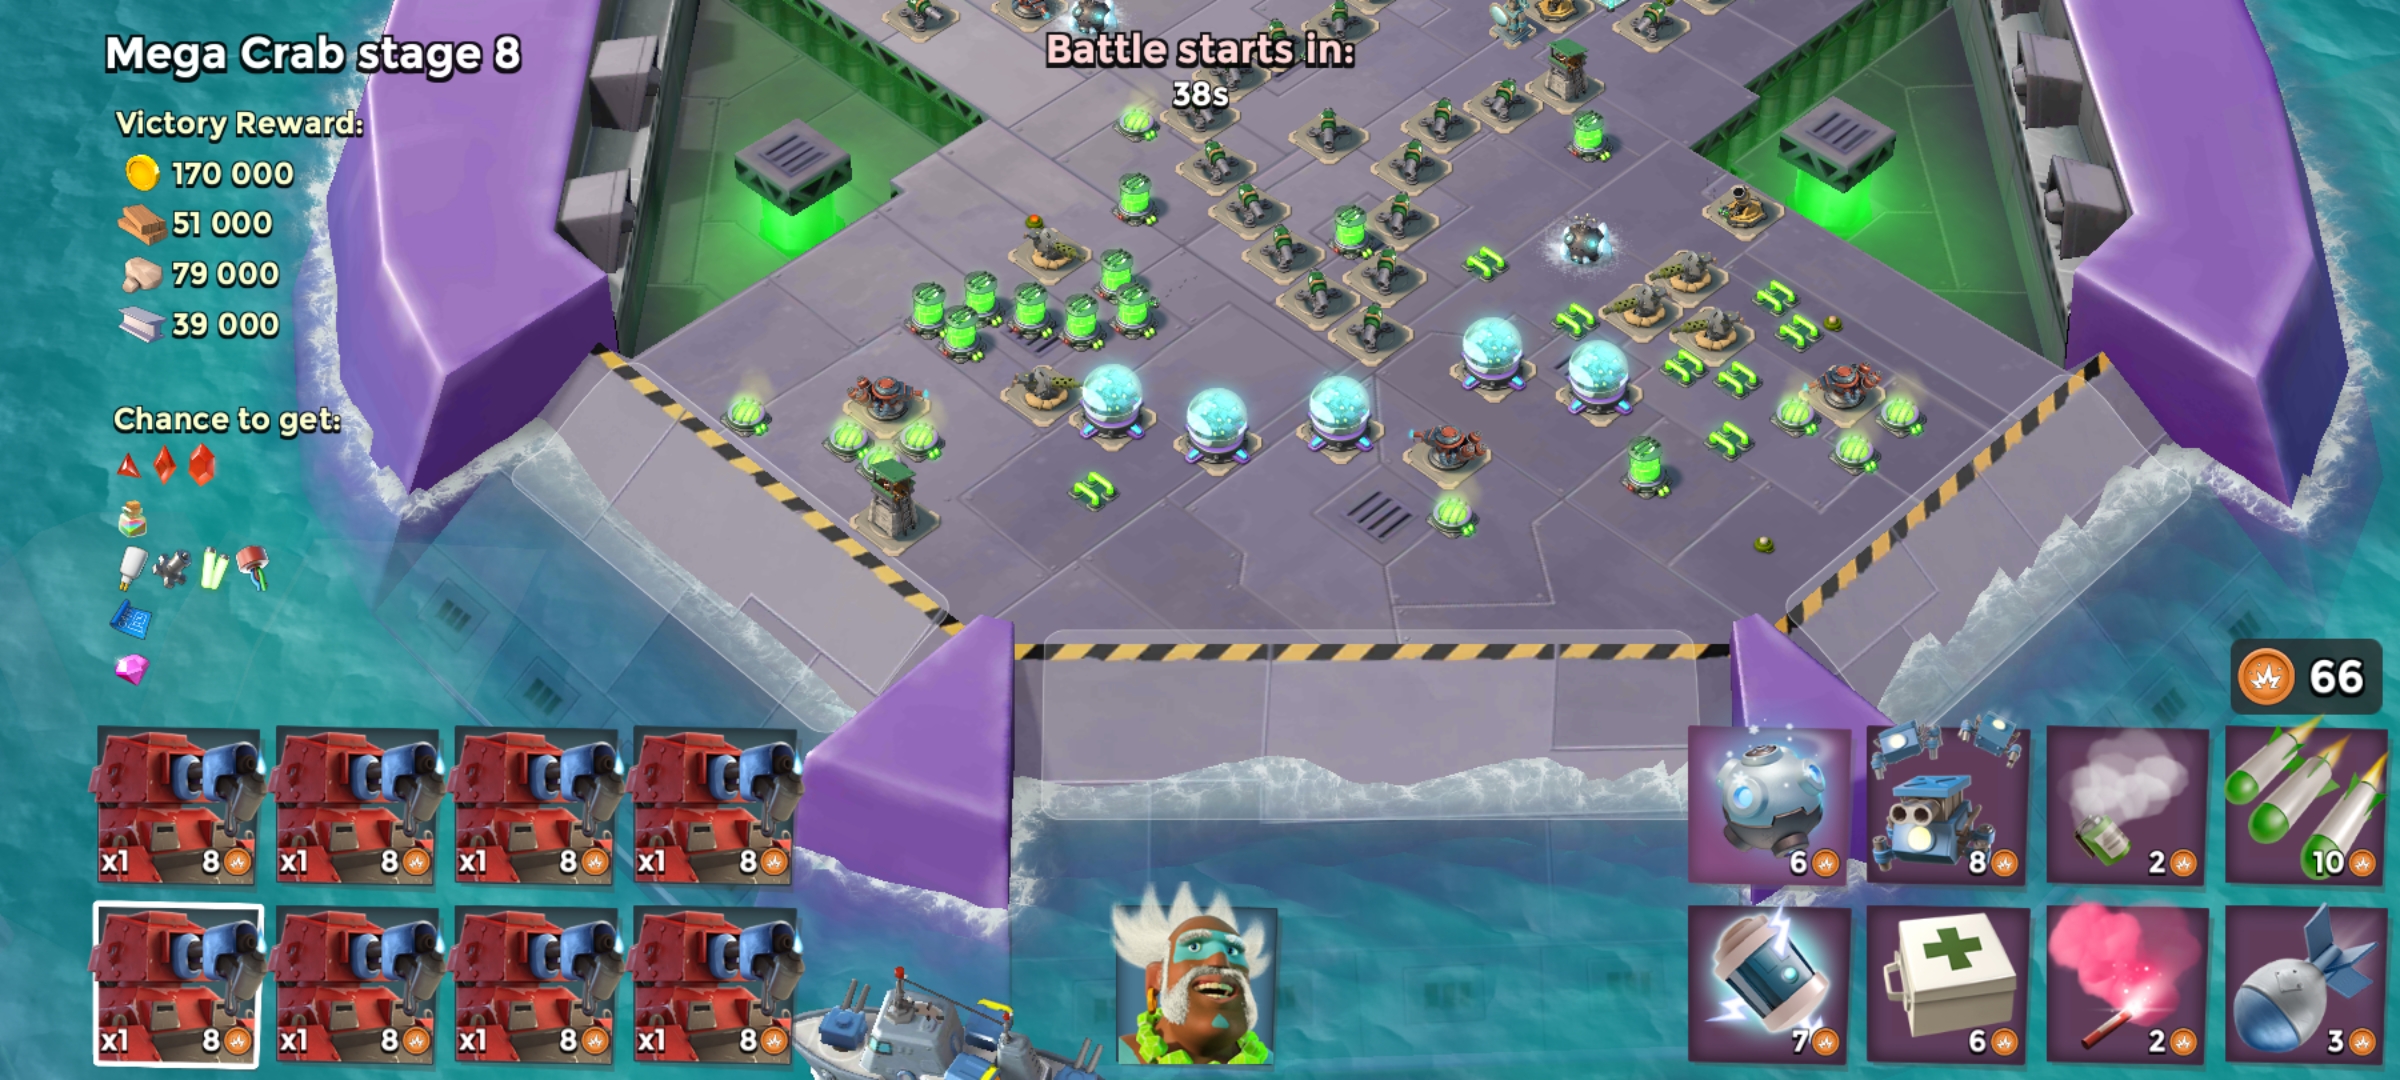 Mega Crab stage 8
Battle starts in:
38s
Victory Reward:
170 000
51 000
79 000
39 000
Chance to get:
66
x1 8
x1 8
x1 8
x1 8
6
8
2
10
x1 8
x1 8
x1 8
x1 8
7
6
2
3